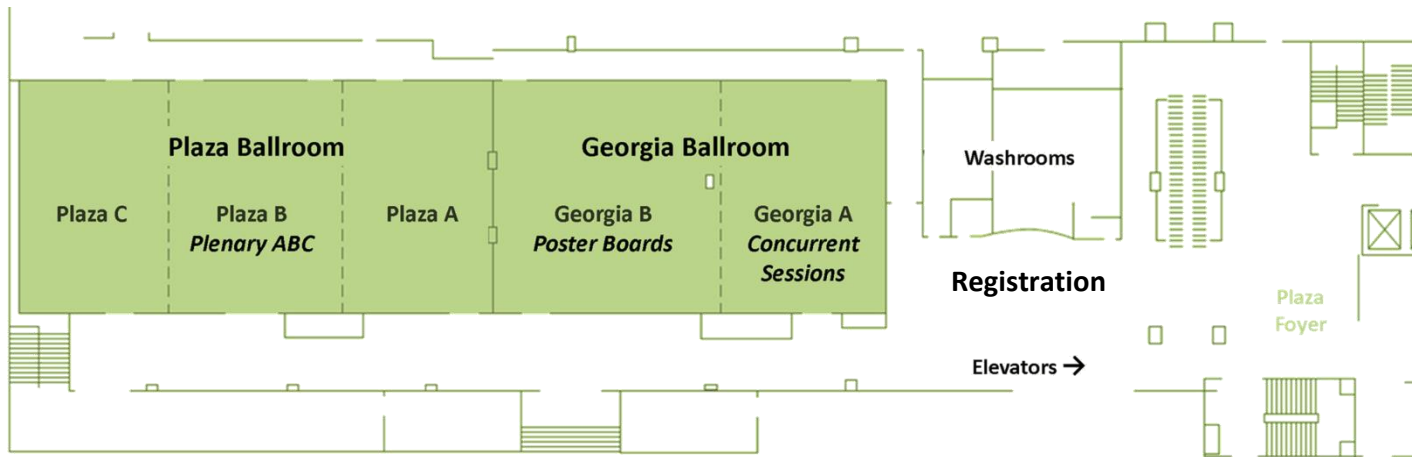 Plaza Ballroom
Georgia Ballroom
Washrooms
Plaza C
Plaza B
Plenary ABC
Plaza A
Georgia B
Poster Boards
Georgia A
Concurrent
Sessions
Registration
Plaza
Foyer
Elevators →